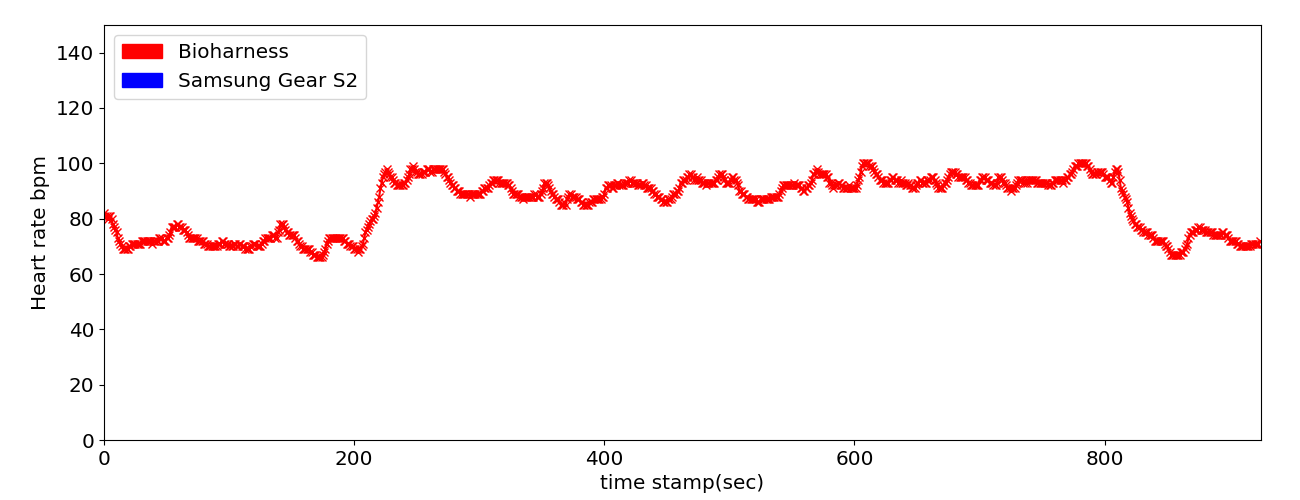 Bioharness
Samsung Gear S2
Heart rate bpm
140
120
100
80
60
40
20
0
0 200 400 600 800
time stamp(sec)